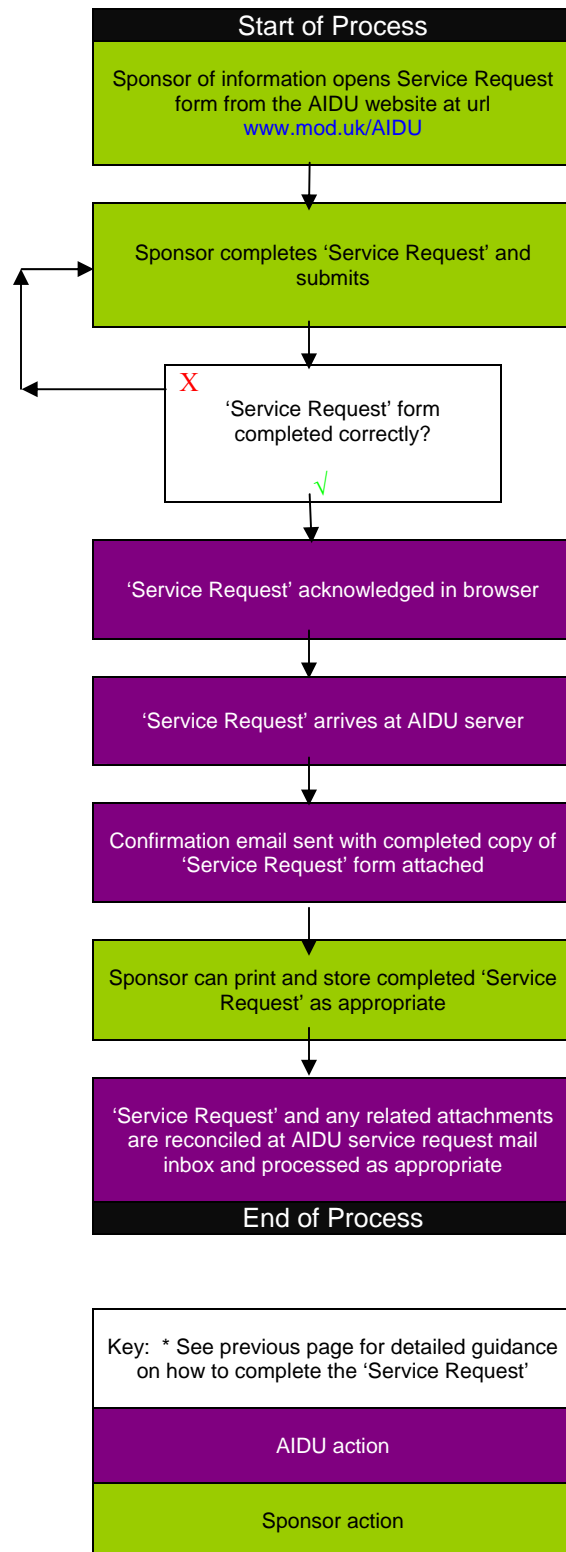 Start of Process
Sponsor of information opens Service Request
form from the AIDU website at url
www.mod.uk/AIDU
Sponsor completes ‘Service Request’ and
submits
X
‘Service Request’ form
completed correctly?
√
‘Service Request’ acknowledged in browser
‘Service Request’ arrives at AIDU server
Confirmation email sent with completed copy of
‘Service Request’ form attached
Sponsor can print and store completed ‘Service
Request’ as appropriate
‘Service Request’ and any related attachments
are reconciled at AIDU service request mail
inbox and processed as appropriate
End of Process
Key: * See previous page for detailed guidance
on how to complete the ‘Service Request’
AIDU action
Sponsor action